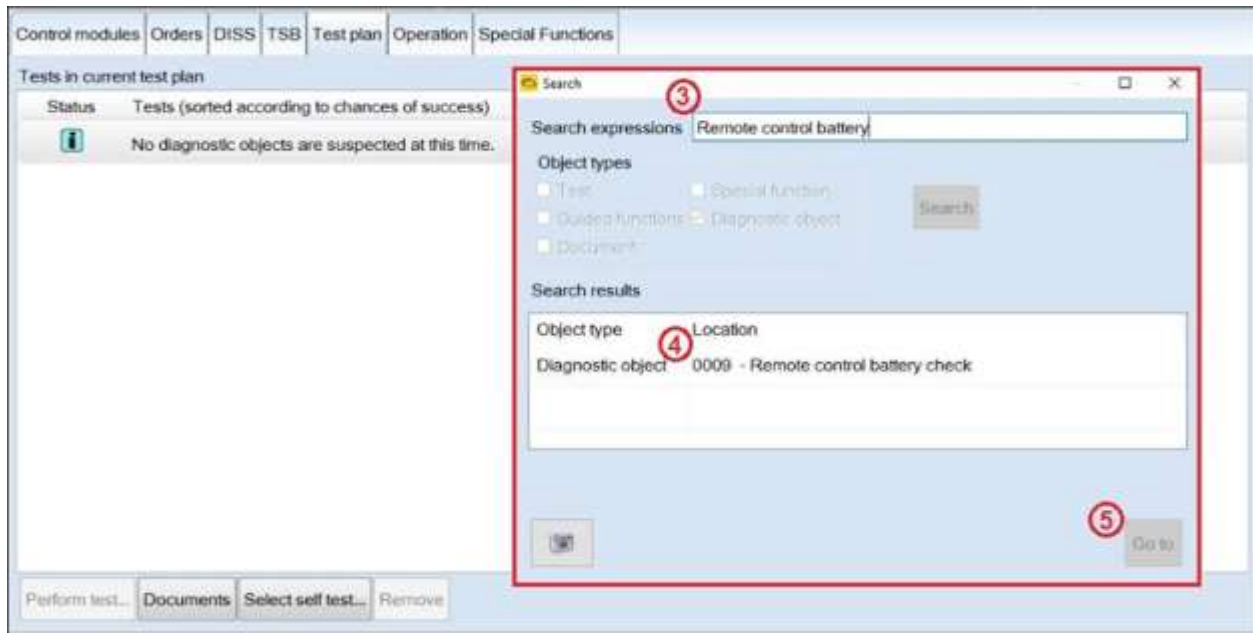 Control modules Orders DISS TSB Test plan Operation Special Functions
Tests in current test plan
Status Tests (sorted according to chances of success)
No diagnostic objects are suspected at this time.
Search
③
Search expressions Remote control battery
Object types
Test Special function
Guided functions Diagnostic object
Document
Search
Search results
Object type Location
④
Diagnostic object 0009 - Remote control battery check
⑤
Go to
Perform test... Documents Select self test... Remove